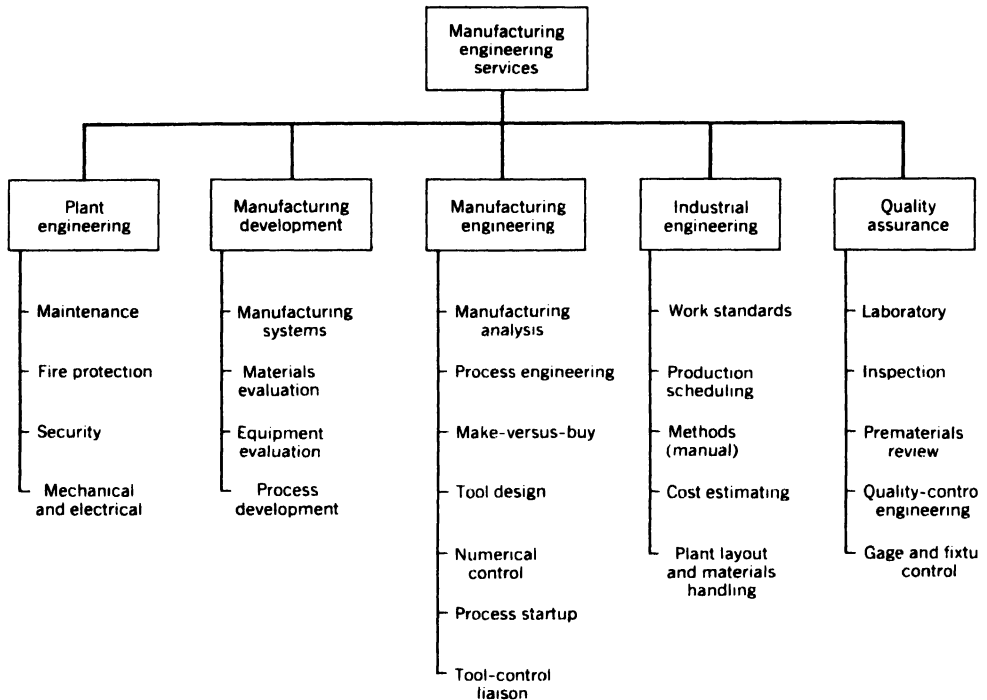 Manufacturing
engineering
services
Plant
engineering
Manufacturing
development
Manufacturing
engineering
Industrial
engineering
Quality
assurance
Maintenance
Fire protection
Security
Mechanical
and electrical
Manufacturing
systems
Materials
evaluation
Equipment
evaluation
Process
development
Manufacturing
analysis
Process engineering
Make-versus-buy
Tool design
Numerical
control
Process startup
Tool-control
liaison
Work standards
Production
scheduling
Methods
(manual)
Cost estimating
Plant layout
and materials
handling
Laboratory
Inspection
Prematerials
review
Quality-contro
engineering
Gage and fixtu
control